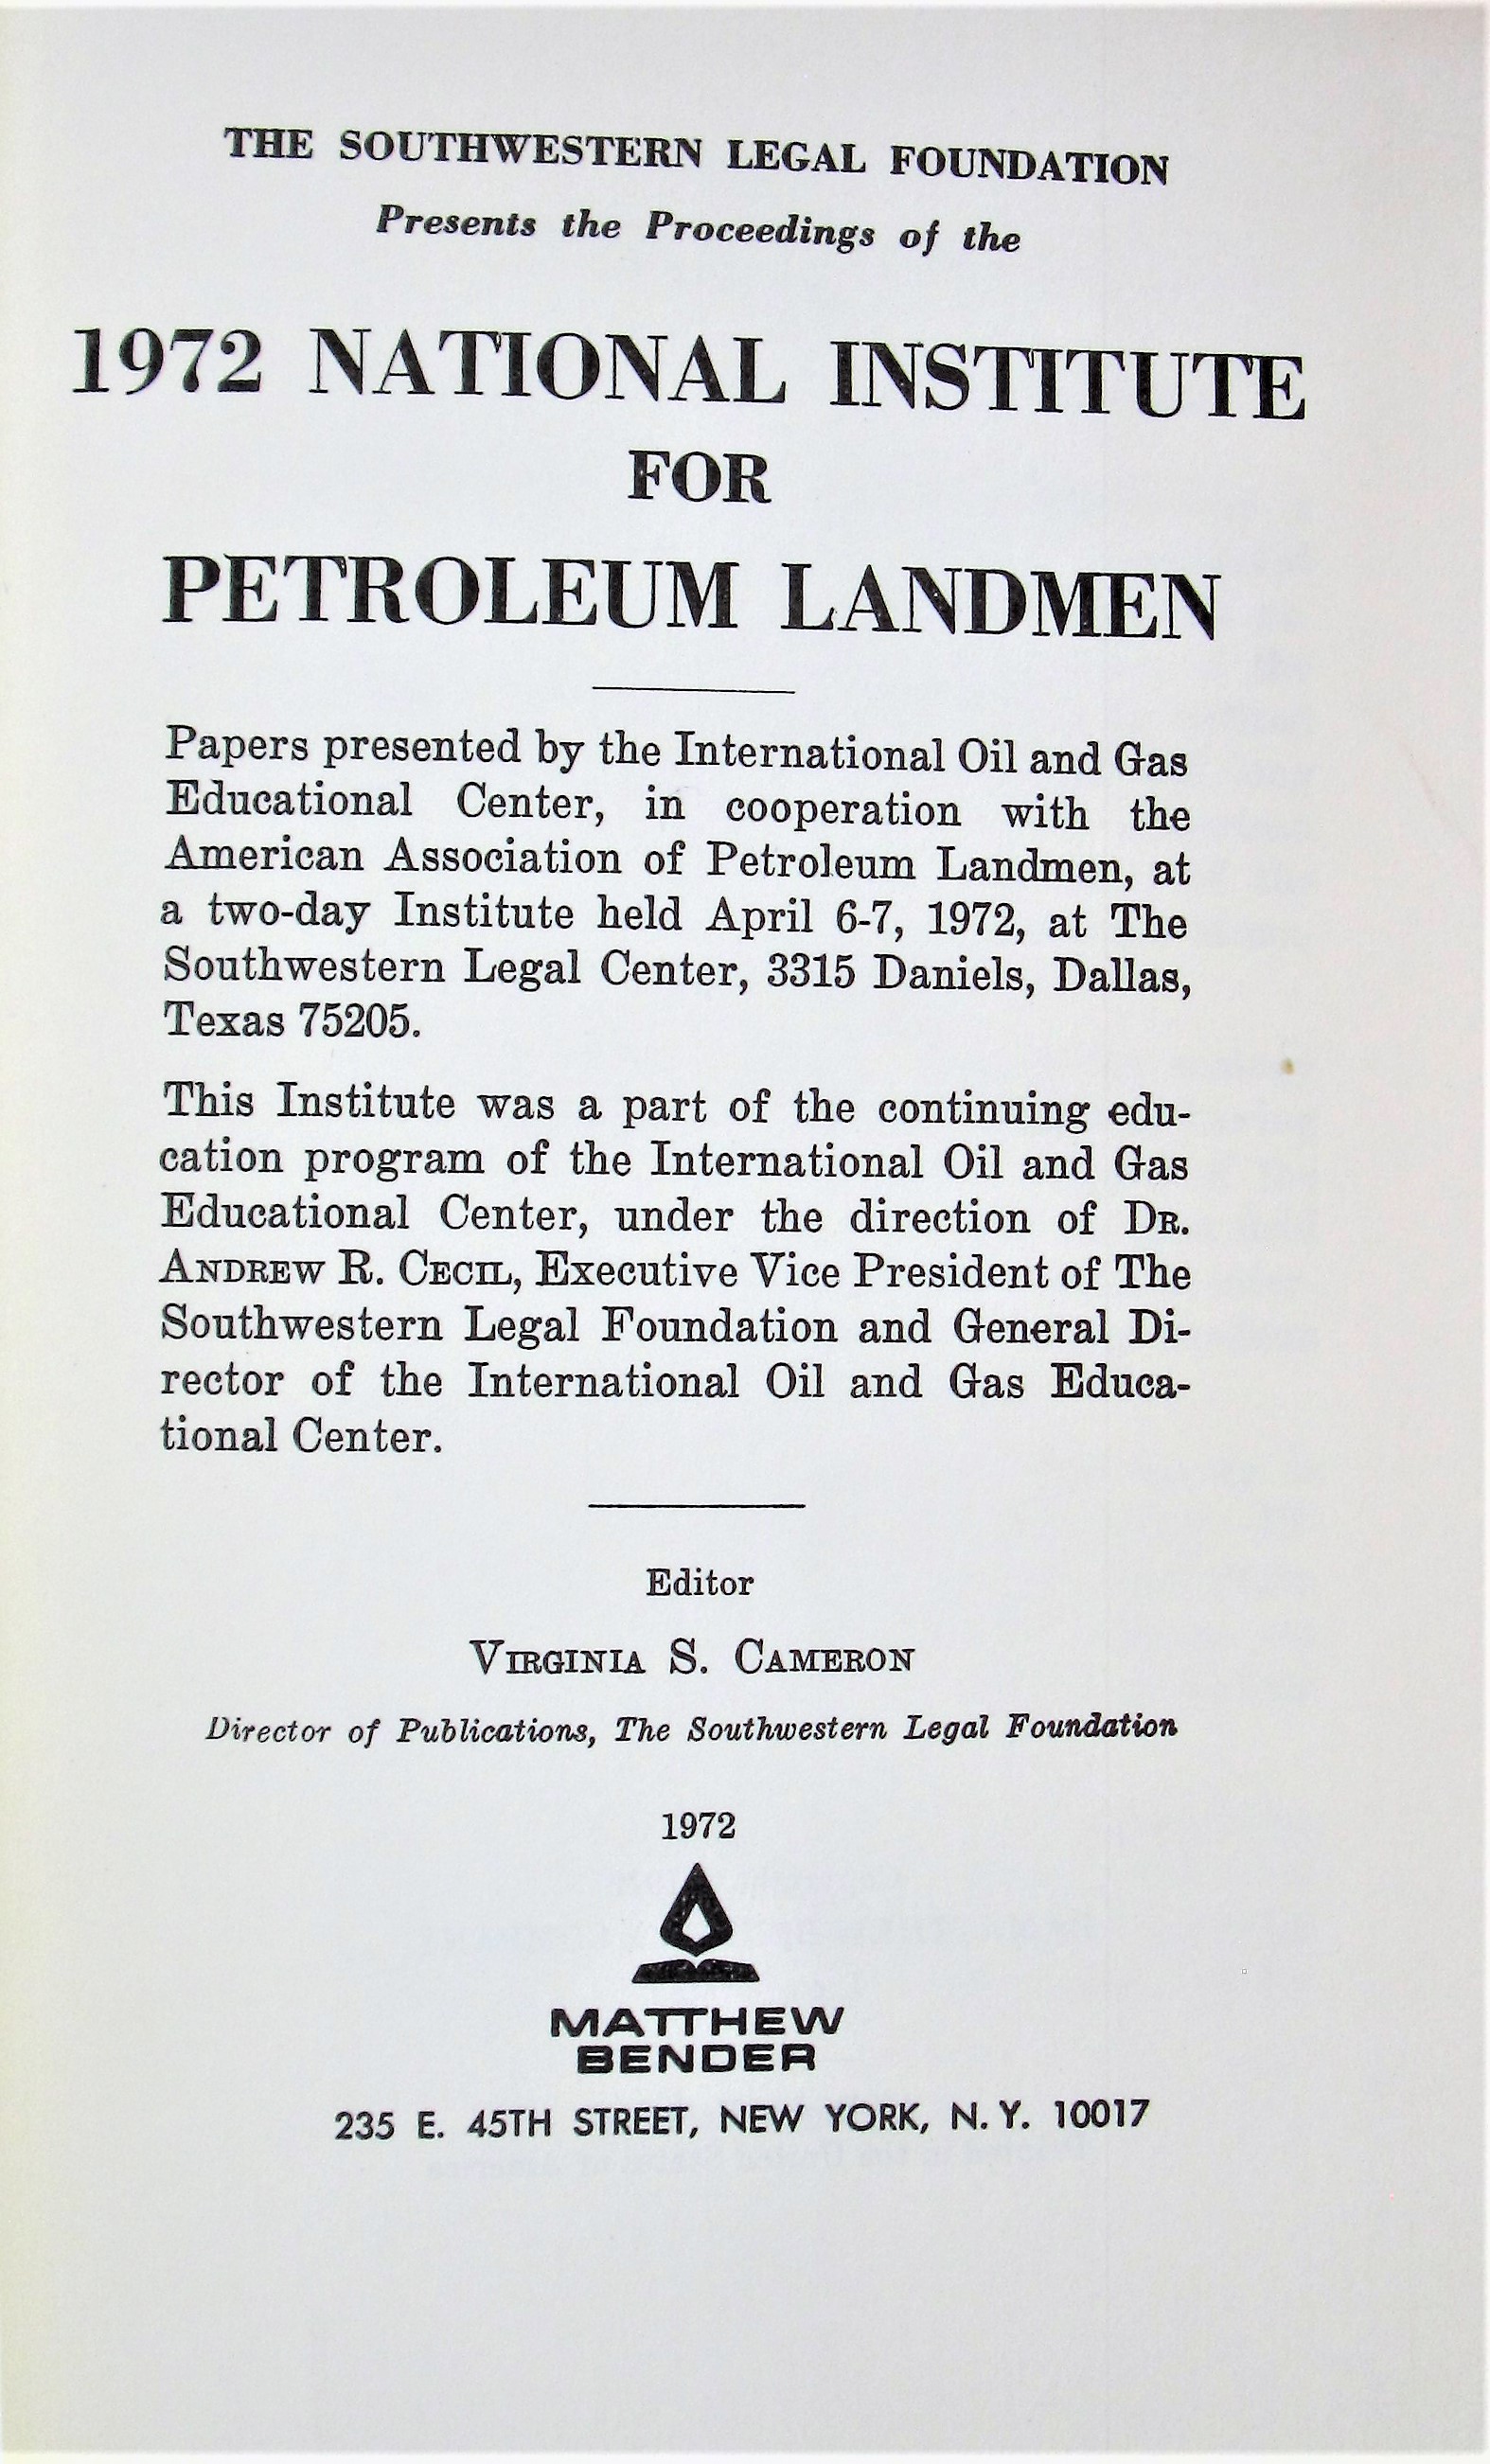 THE SOUTHWESTERN LEGAL FOUNDATION
Presents the Proceedings of the
1972 NATIONAL INSTITUTE
FOR
PETROLEUM LANDMEN
Papers presented by the International Oil and Gas
Educational Center, in cooperation with the
American Association of Petroleum Landmen, at
a two-day Institute held April 6-7, 1972, at The
Southwestern Legal Center, 3315 Daniels, Dallas,
Texas 75205.
This Institute was a part of the continuing edu-
cation program of the International Oil and Gas
Educational Center, under the direction of DR.
ANDREW R. CECIL, Executive Vice President of The
Southwestern Legal Foundation and General Di-
rector of the International Oil and Gas Educa-
tional Center.
Editor
VIRGINIA S. CAMERON
Director of Publications, The Southwestern Legal Foundation
1972
MATTHEW
BENDER
235 E. 45TH STREET, NEW YORK, N.Y. 10017